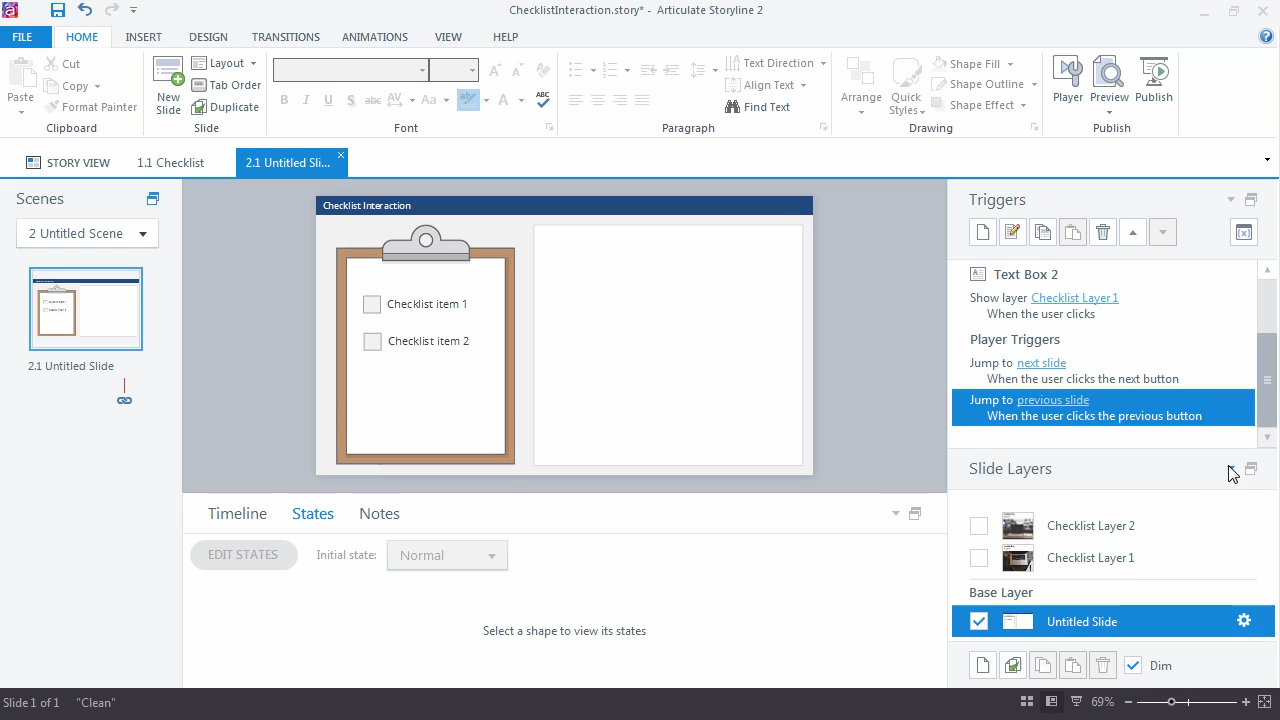 ChecklistInteraction.story* - Articulate Storyline 2
FILE HOME INSERT DESIGN TRANSITIONS ANIMATIONS VIEW HELP
Paste
Cut
Copy
Format Painter
Clipboard
New Slide
Layout
Tab Order
Duplicate
Slide
B I U S abc AV Aa A
ABC
Font
Text Direction
Align Text
Find Text
Paragraph
Arrange
Quick Styles
Shape Fill
Shape Outline
Shape Effect
Drawing
Player
Preview
Publish
Publish
STORY VIEW
1.1 Checklist
2.1 Untitled Sli...
Scenes
2 Untitled Scene
2.1 Untitled Slide
Checklist Interaction
Checklist item 1
Checklist item 2
Timeline States Notes
EDIT STATES
Initial state:
Normal
Select a shape to view its states
Triggers
Text Box 2
Show layer Checklist Layer 1
When the user clicks
Player Triggers
Jump to next slide
When the user clicks the next button
Jump to previous slide
When the user clicks the previous button
Slide Layers
Checklist Layer 2
Checklist Layer 1
Base Layer
Untitled Slide
Dim
Slide 1 of 1 "Clean"
69%